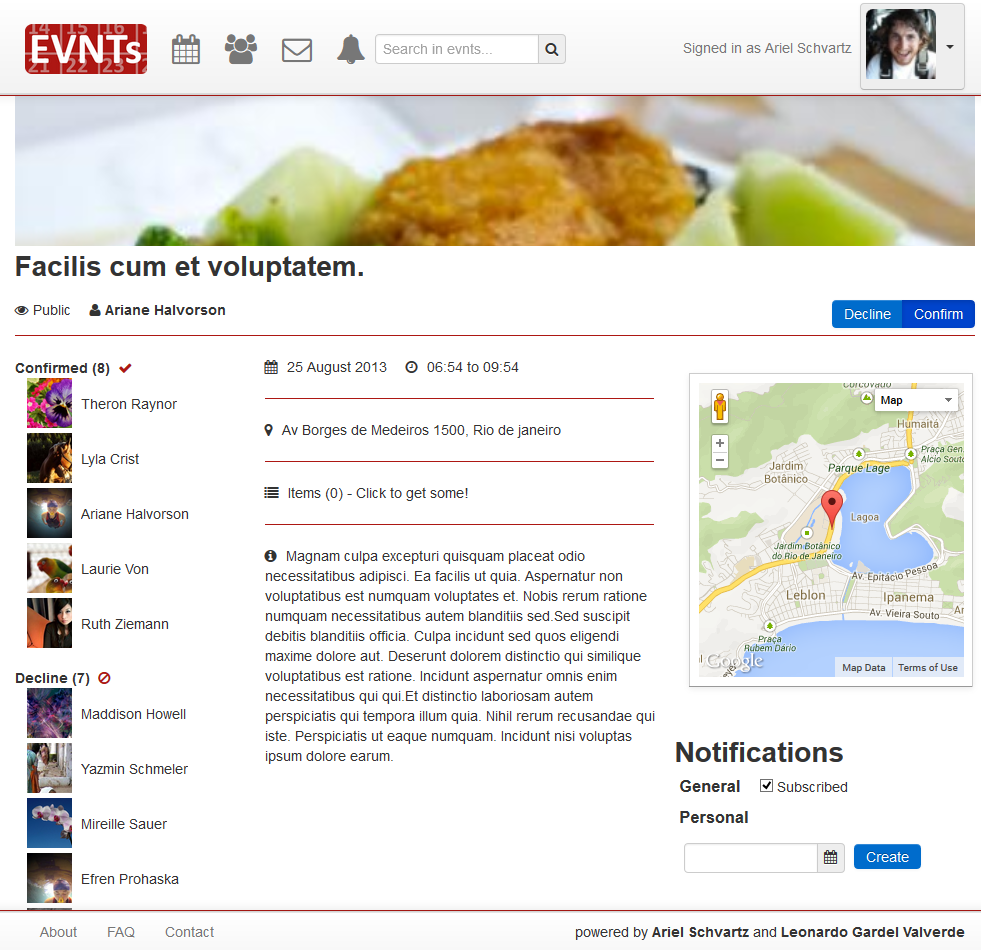 14 15 16
EVNTs
21 22 23
Search in evnts...
Signed in as Ariel Schvartz
Facilis cum et voluptatem.
Public
Ariane Halvorson
Decline
Confirm
Confirmed (8)
Theron Raynor
Lyla Crist
Ariane Halvorson
Laurie Von
Ruth Ziemann
Decline (7)
Maddison Howell
Yazmin Schmeler
Mireille Sauer
Efren Prohaska
25 August 2013
06:54 to 09:54
Av Borges de Medeiros 1500, Rio de janeiro
Items (0) - Click to get some!
Magnam culpa excepturi quisquam placeat odio
necessitatibus adipisci. Ea facilis ut quia. Aspernatur non
voluptatibus est numquam voluptates et. Nobis rerum ratione
numquam necessitatibus autem blanditiis sed.Sed suscipit
debitis blanditiis officia. Culpa incidunt sed quos eligendi
maxime dolore aut. Deserunt dolorem distinctio qui similique
voluptatibus est ratione. Incidunt aspernatur omnis enim
necessitatibus qui qui.Et distinctio laboriosam autem
perspiciatis qui tempora illum quia. Nihil rerum recusandae qui
iste. Perspiciatis ut eaque numquam. Incidunt nisi voluptas
ipsum dolore earum.
Corcovado
Map
Humaitá
Praça Gen
Alcio Souto
Parque Lage
Jardim
Botânico
Lagoa
Jardim Botânico
do Rio de Janeiro
Av. Epitácio Pessoa
Leblon
Ipanema
Av. Vieira Souto
Ar
Praça
Rubem Dario
Google
Map Data
Terms of Use
Notifications
General
Subscribed
Personal
Create
About
FAQ
Contact
powered by Ariel Schvartz and Leonardo Gardel Valverde